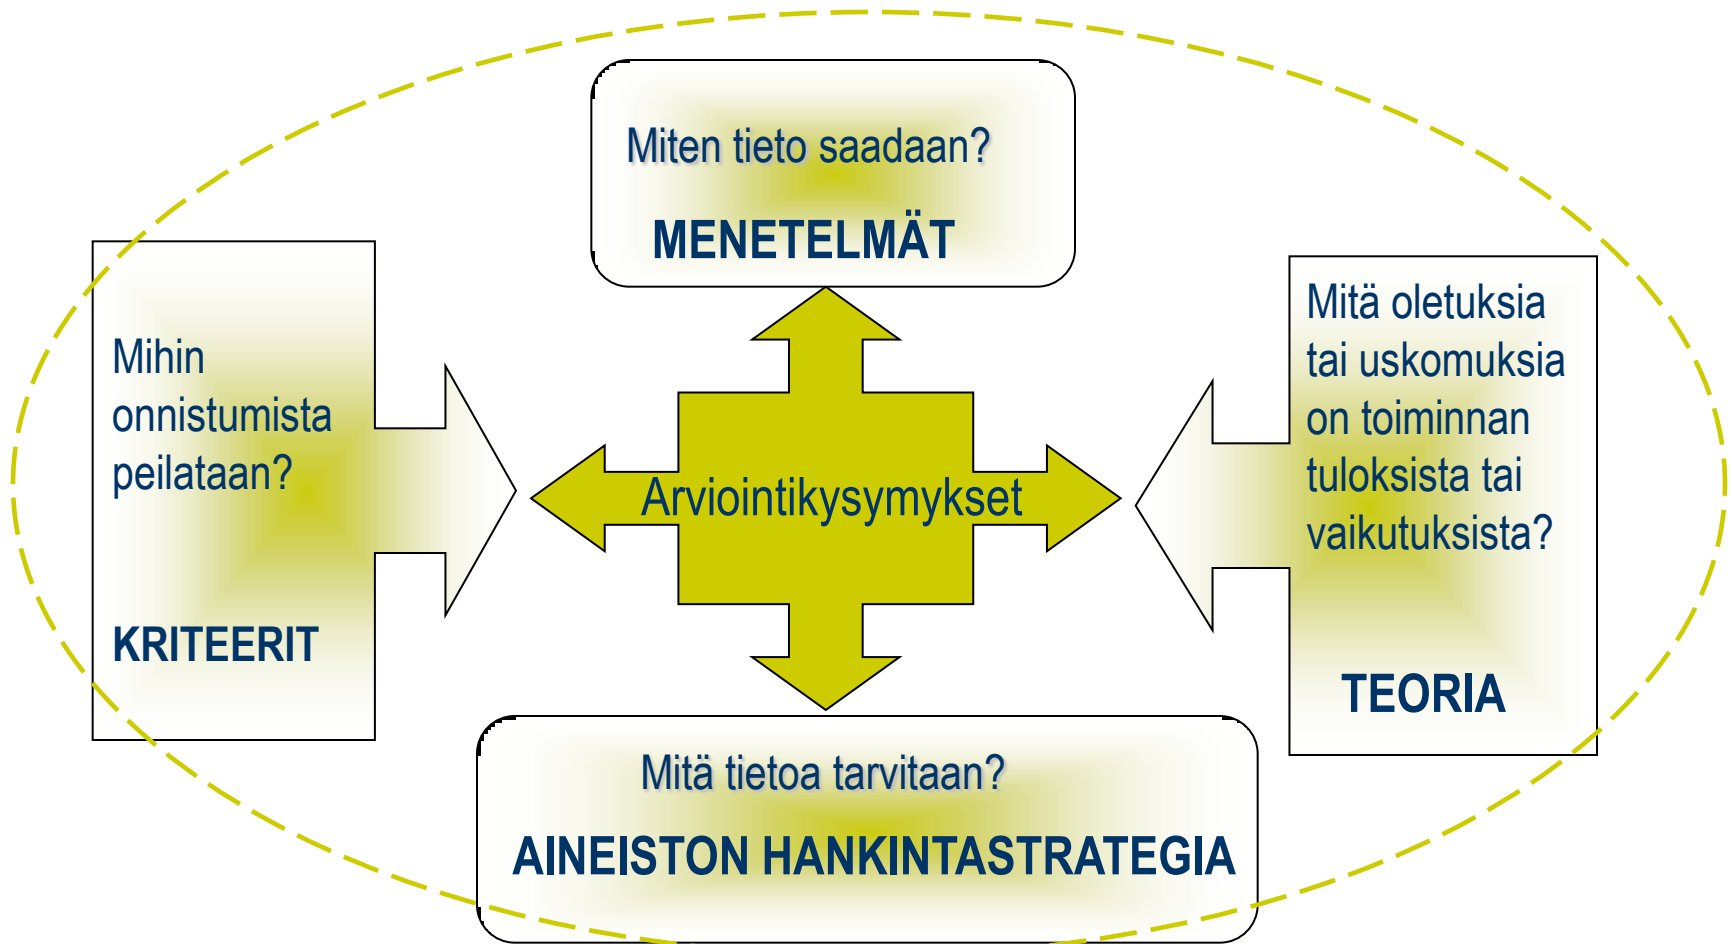 Miten tieto saadaan?
MENETELMÄT
Mihin
onnistumista
peilataan?
KRITEERIT
Arviointikysymykset
Mitä oletuksia
tai uskomuksia
on toiminnan
tuloksista tai
vaikutuksista?
TEORIA
Mitä tietoa tarvitaan?
AINEISTON HANKINTASTRATEGIA